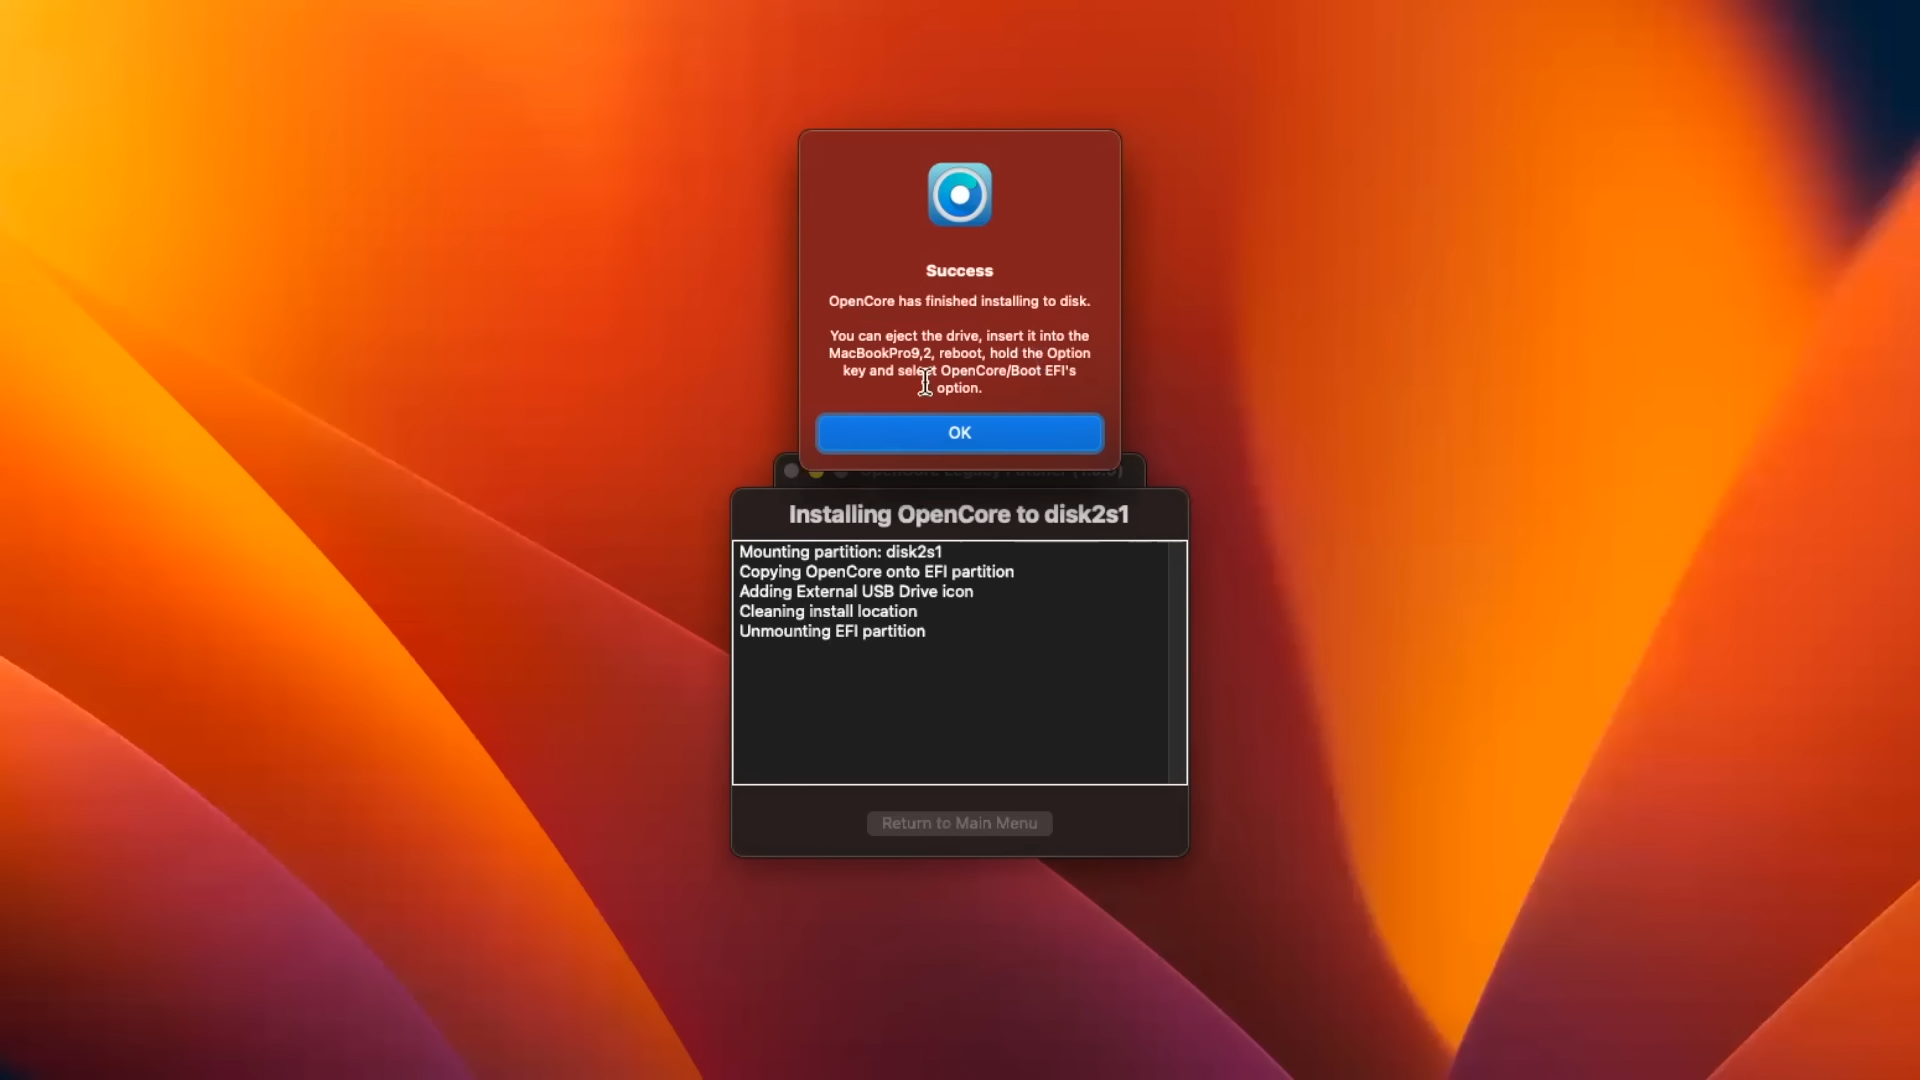 Success
OpenCore has finished installing to disk.
You can eject the drive, insert it into the
MacBookPro9,2, reboot, hold the Option
key and select OpenCore/Boot EFI's
option.
OK
OpenCore Legacy Patcher
Installing OpenCore to disk2s1
Mounting partition: disk2s1
Copying OpenCore onto EFI partition
Adding External USB Drive icon
Cleaning install location
Unmounting EFI partition
Return to Main Menu